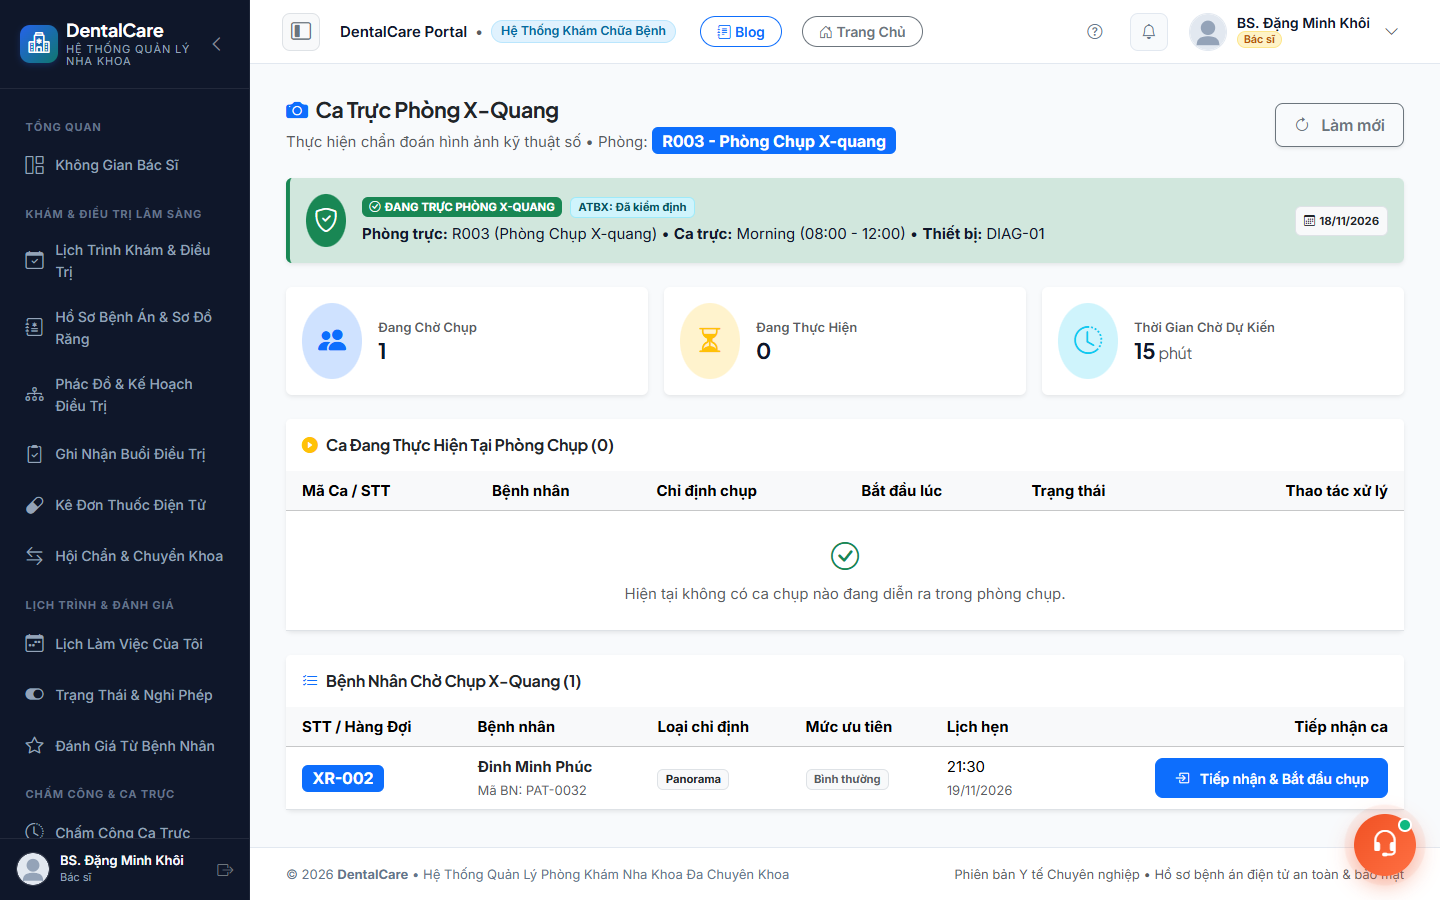 DentalCare
HỆ THỐNG QUẢN LÝ
NHA KHOA
TỔNG QUAN
Không Gian Bác Sĩ
KHÁM & ĐIỀU TRỊ LÂM SÀNG
Lịch Trình Khám & Điều
Trị
Hồ Sơ Bệnh Án & Sơ Đồ
Răng
Phác Đồ & Kế Hoạch
Điều Trị
Ghi Nhận Buổi Điều Trị
Kê Đơn Thuốc Điện Tử
Hội Chẩn & Chuyển Khoa
LỊCH TRÌNH & ĐÁNH GIÁ
Lịch Làm Việc Của Tôi
Trạng Thái & Nghỉ Phép
Đánh Giá Từ Bệnh Nhân
CHẤM CÔNG & CA TRỰC
Chấm Công Ca Trực
BS. Đặng Minh Khôi
Bác sĩ
DentalCare Portal • Hệ Thống Khám Chữa Bệnh
Blog
Trang Chủ
BS. Đặng Minh Khôi
Bác sĩ
Ca Trực Phòng X-Quang
Thực hiện chẩn đoán hình ảnh kỹ thuật số • Phòng: R003 - Phòng Chụp X-quang
Làm mới
ĐANG TRỰC PHÒNG X-QUANG ATBX: Đã kiểm định
Phòng trực: R003 (Phòng Chụp X-quang) • Ca trực: Morning (08:00 - 12:00) • Thiết bị: DIAG-01
18/11/2026
Đang Chờ Chụp
1
Đang Thực Hiện
0
Thời Gian Chờ Dự Kiến
15 phút
Ca Đang Thực Hiện Tại Phòng Chụp (0)
Mã Ca / STT Bệnh nhân Chỉ định chụp Bắt đầu lúc Trạng thái Thao tác xử lý
Hiện tại không có ca chụp nào đang diễn ra trong phòng chụp.
Bệnh Nhân Chờ Chụp X-Quang (1)
STT / Hàng Đợi Bệnh nhân Loại chỉ định Mức ưu tiên Lịch hẹn Tiếp nhận ca
XR-002 Đinh Minh Phúc Panorama Bình thường 21:30 Tiếp nhận & Bắt đầu chụp
Mã BN: PAT-0032 19/11/2026
© 2026 DentalCare • Hệ Thống Quản Lý Phòng Khám Nha Khoa Đa Chuyên Khoa
Phiên bản Y tế Chuyên nghiệp • Hồ sơ bệnh án điện tử an toàn & bảo mật